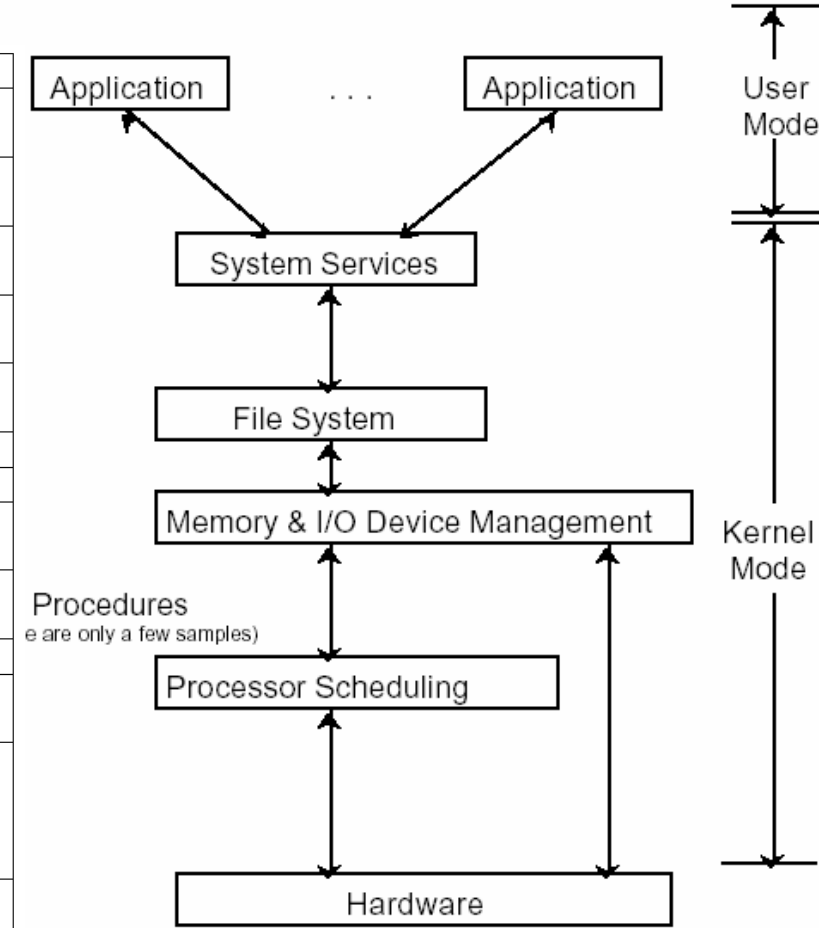 Application
. . .
Application
User
Mode
System Services
File System
Memory & I/O Device Management
Kernel
Mode
Procedures
e are only a few samples)
Processor Scheduling
Hardware